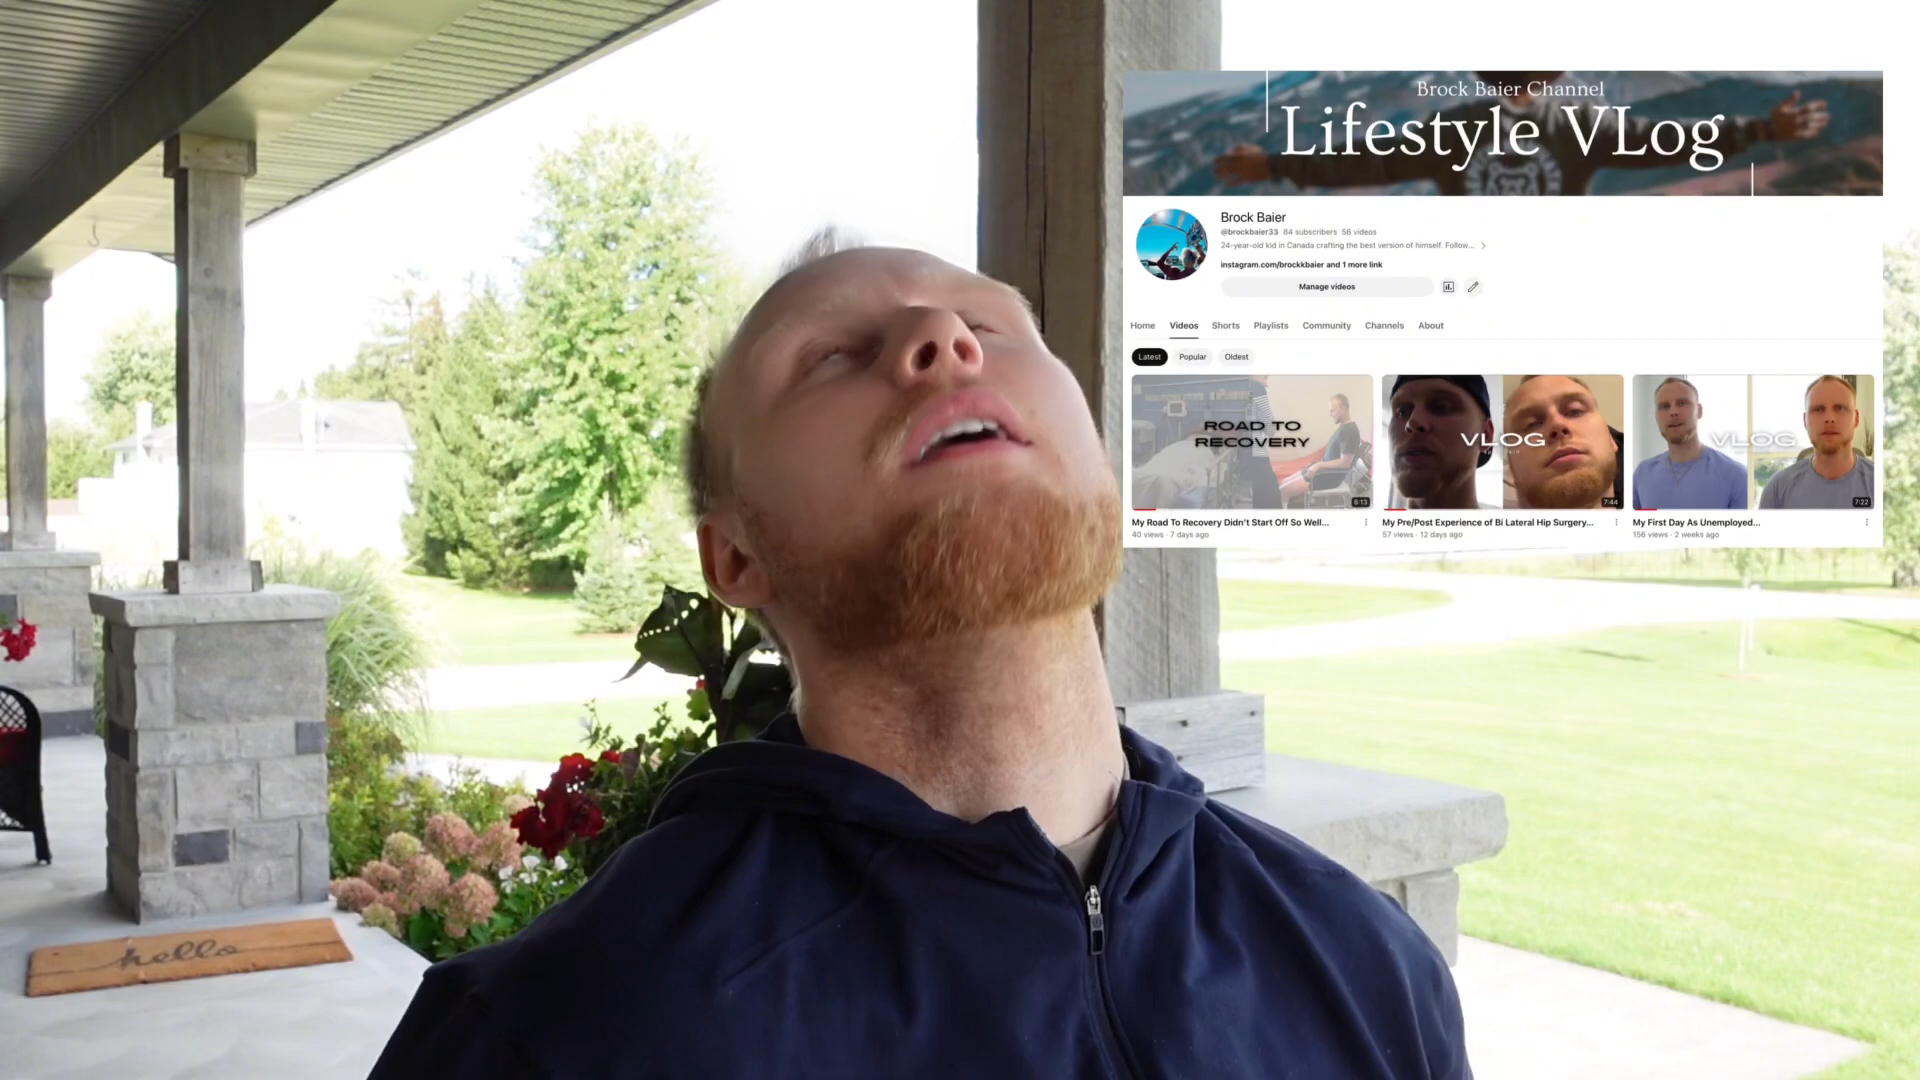 Brock Baier Channel
Lifestyle VLog
Brock Baier
@brockbaier33 84 subscribers 56 videos
24-year-old kid in Canada crafting the best version of himself. Follow...
instagram.com/brockkbaier and 1 more link
Manage videos
Home Videos Shorts Playlists Community Channels About
Latest Popular Oldest
ROAD TO
RECOVERY
8:13
VLOG
7:44
VLOG
7:22
My Road To Recovery Didn't Start Off So Well...
40 views · 7 days ago
My Pre/Post Experience of Bi Lateral Hip Surgery...
57 views · 12 days ago
My First Day As Unemployed...
156 views · 2 weeks ago
hello